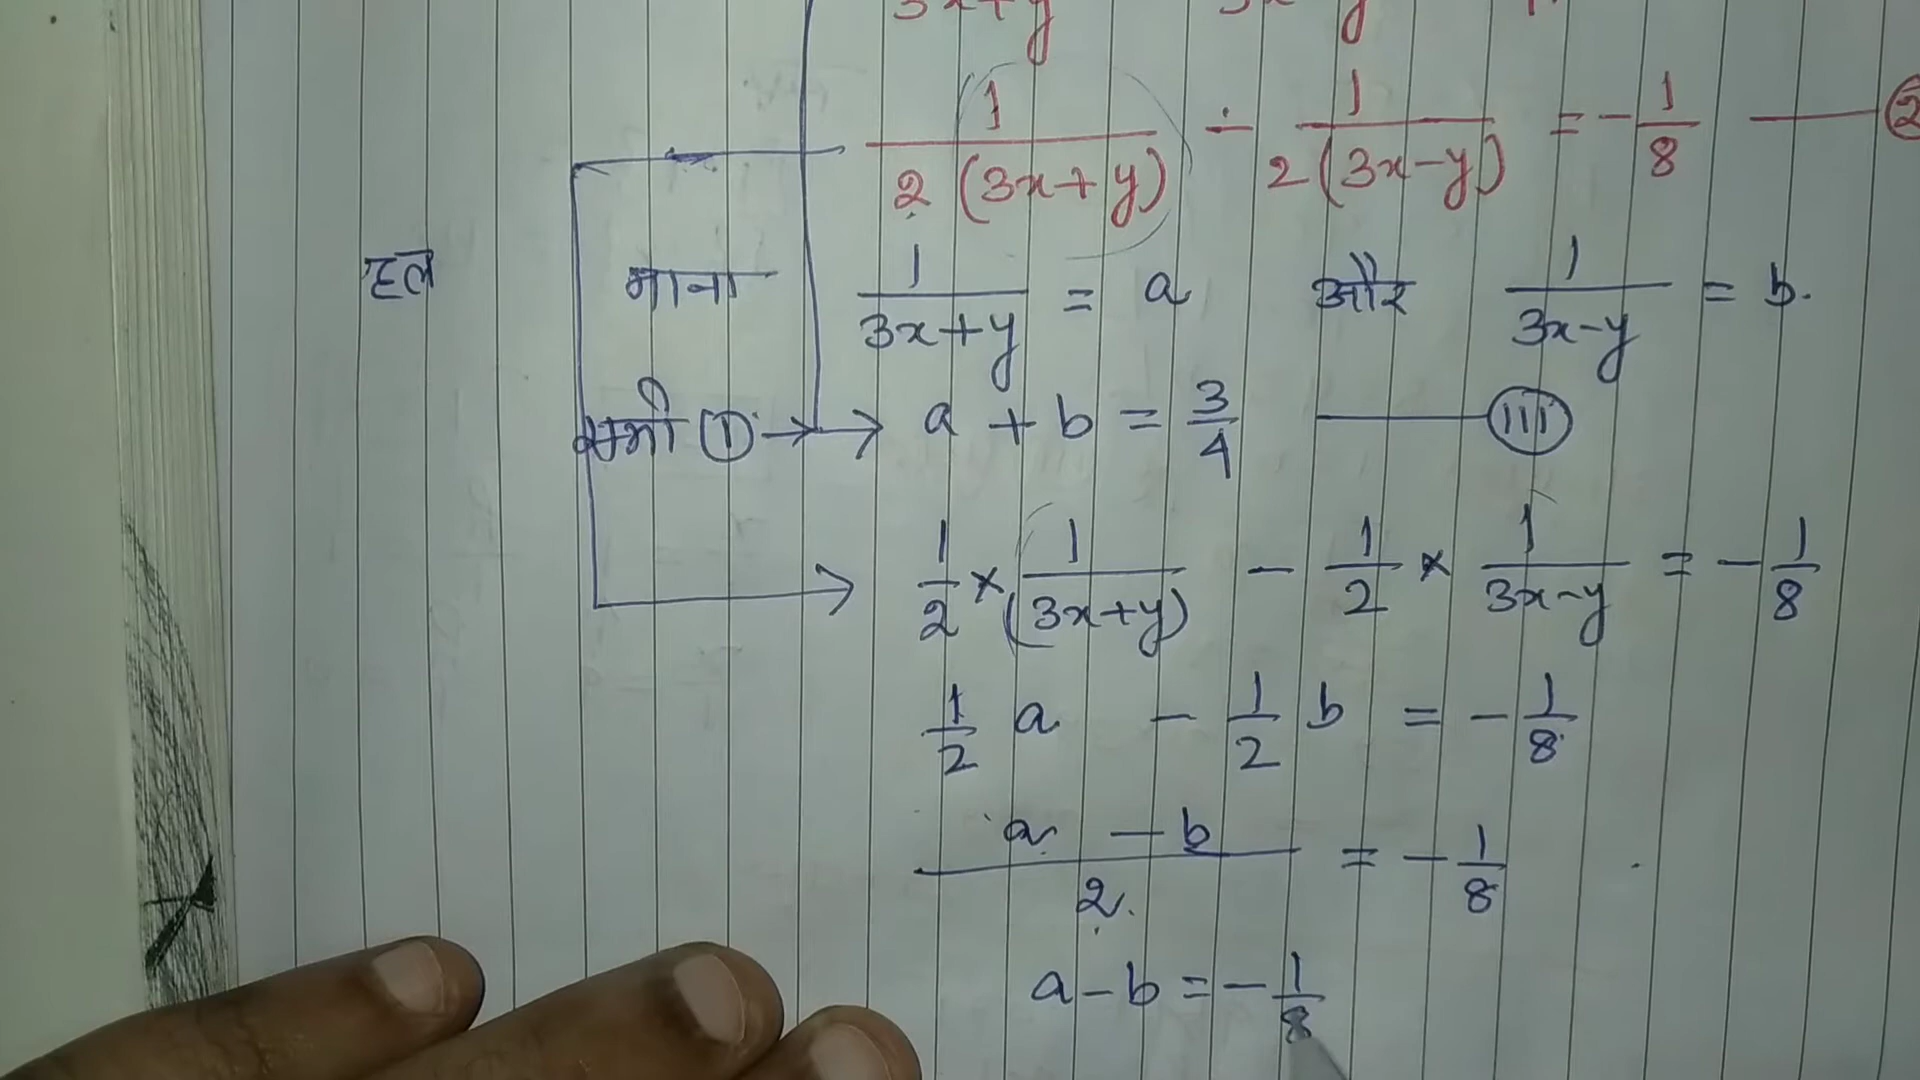 3x+y 3x-y
1/2(3x+y) - 1/2(3x-y) = -1/8 — ②
हल माना 1/3x+y = a और 1/3x-y = b.
समी ① → → a + b = 3/4 — III
1/2 × 1/(3x+y) - 1/2 × 1/3x-y = -1/8
1/2 a - 1/2 b = -1/8
a - b/2. = -1/8
a-b = -1/8